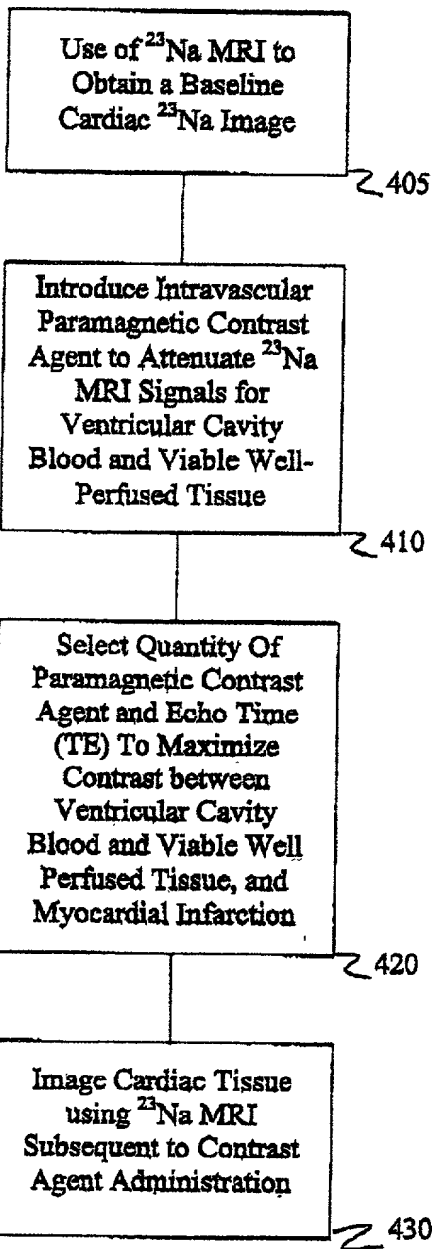 Use of ²³Na MRI to
Obtain a Baseline
Cardiac ²³Na Image
405
Introduce Intravascular
Paramagnetic Contrast
Agent to Attenuate ²³Na
MRI Signals for
Ventricular Cavity
Blood and Viable Well-
Perfused Tissue
410
Select Quantity Of
Paramagnetic Contrast
Agent and Echo Time
(TE) To Maximize
Contrast between
Ventricular Cavity
Blood and Viable Well
Perfused Tissue, and
Myocardial Infarction
420
Image Cardiac Tissue
using ²³Na MRI
Subsequent to Contrast
Agent Administration
430